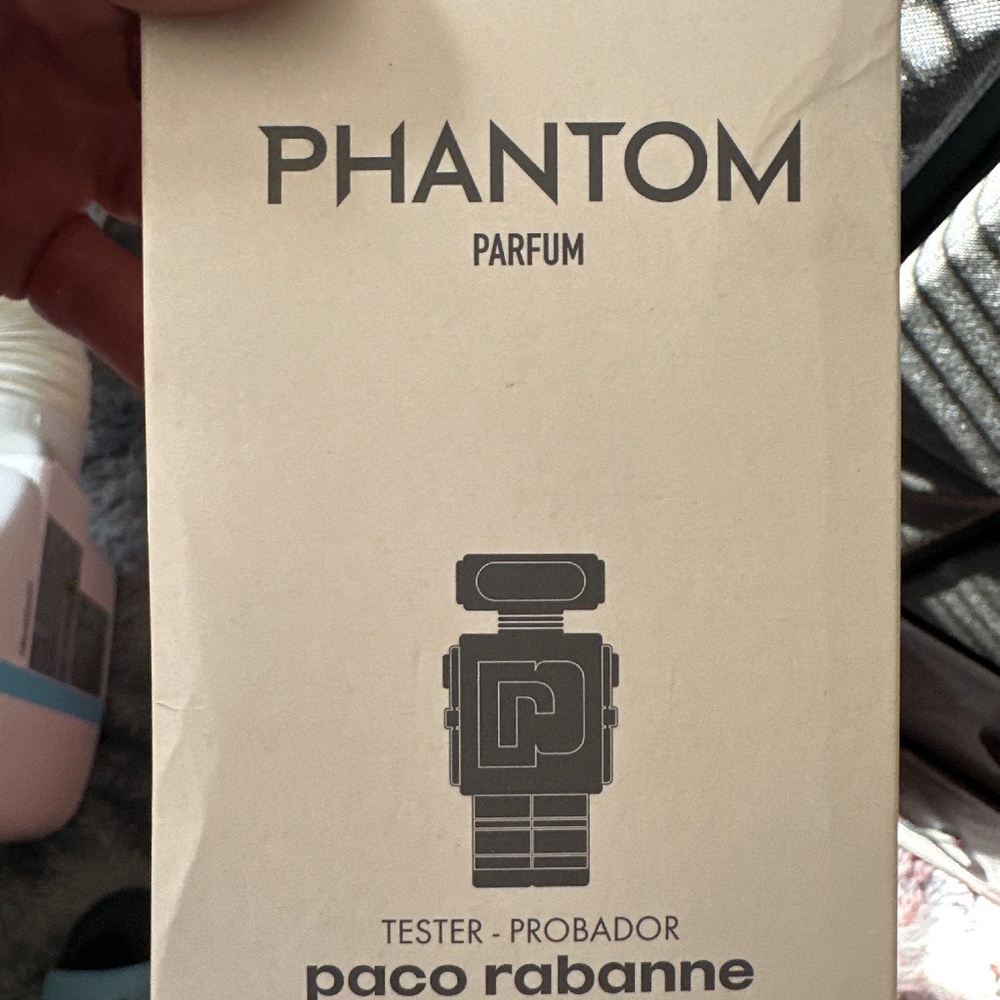 PHANTOM
PARFUM
TESTER - PROBADOR
paco rabanne